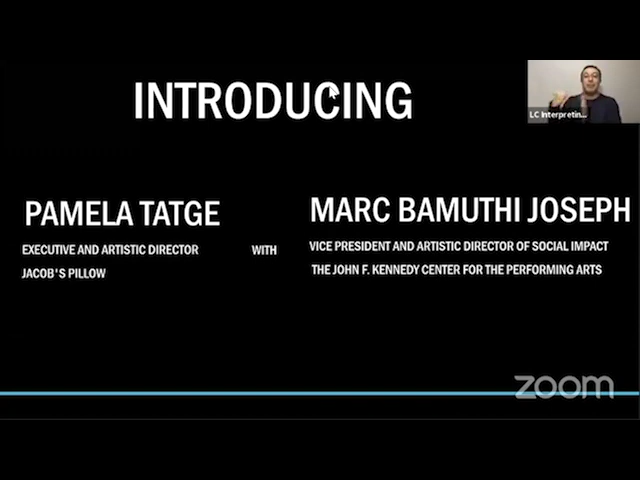 INTRODUCING
LC Interpretin...
PAMELA TATGE
MARC BAMUTHI JOSEPH
EXECUTIVE AND ARTISTIC DIRECTOR
WITH
VICE PRESIDENT AND ARTISTIC DIRECTOR OF SOCIAL IMPACT
JACOB'S PILLOW
THE JOHN F. KENNEDY CENTER FOR THE PERFORMING ARTS
zoom